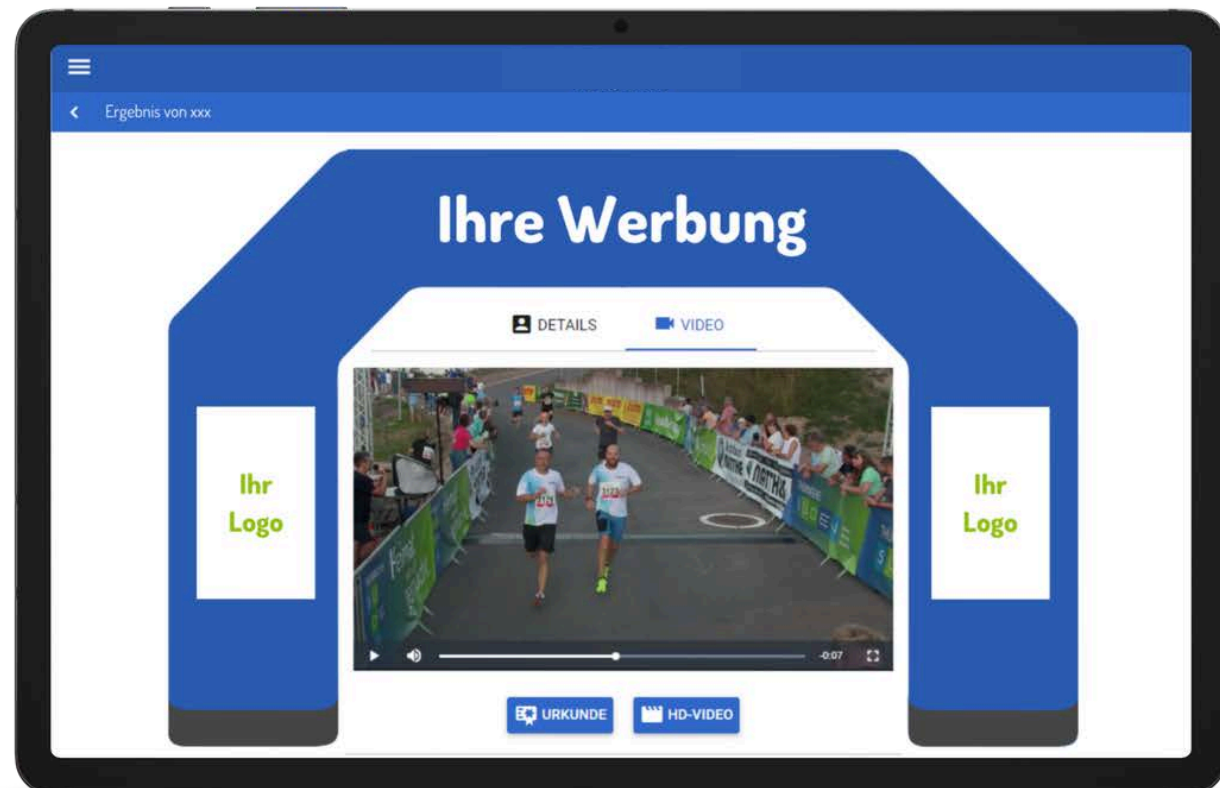 Ergebnis von xxx
Ihre Werbung
DETAILS
VIDEO
Ihr
Logo
Ihr
Logo
-0:07
URKUNDE
HD-VIDEO